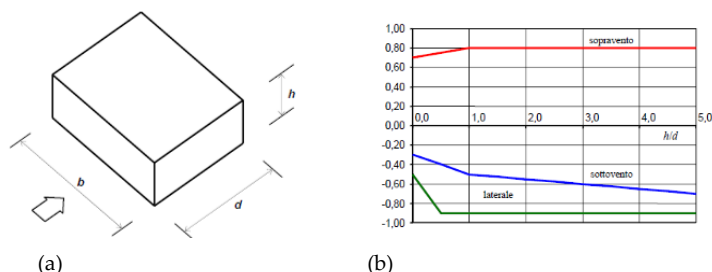 h
b
d
(a)
1,00
0,80
0,60
0,40
0,20
0,00
-0,20
-0,40
-0,60
-0,80
-1,00
0,0 1,0 2,0 3,0 4,0 5,0
h/d
sopravento
sottovento
laterale
(b)